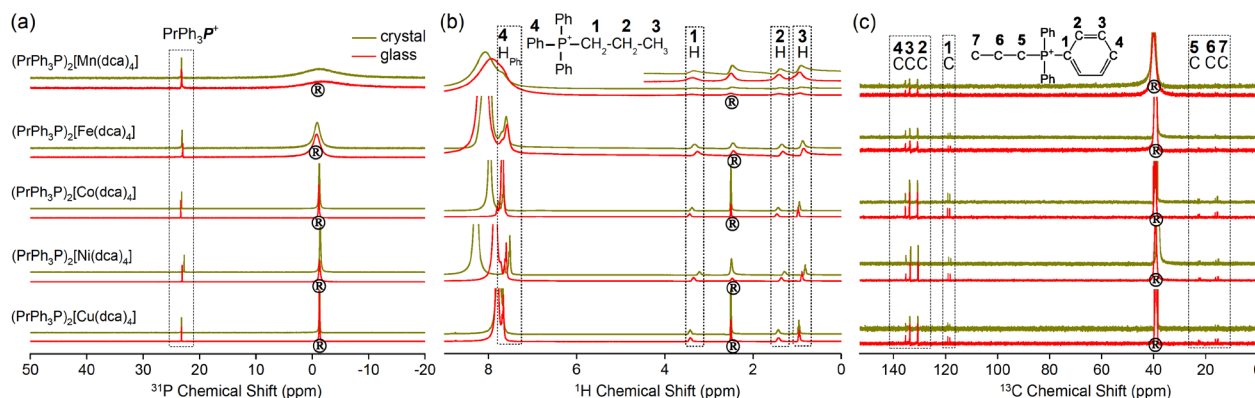 (a)
PrPh₃P⁺
crystal
glass
(PrPh₃P)₂[Mn(dca)₄]
(PrPh₃P)₂[Fe(dca)₄]
(PrPh₃P)₂[Co(dca)₄]
(PrPh₃P)₂[Ni(dca)₄]
(PrPh₃P)₂[Cu(dca)₄]
®
®
®
®
®
50 40 30 20 10 0 -10 -20
³¹P Chemical Shift (ppm)
(b)
4
H_Ph
4 Ph 1 2 3
Ph-P⁺-CH₂-CH₂-CH₃
Ph
1
H
2
H
3
H
®
®
®
®
®
8 6 4 2 0
¹H Chemical Shift (ppm)
(c)
4 3 2
C C C
1
C
7 6 5 Ph 1 2 3 4
H₃C P⁺
Ph
5 6 7
C C C
®
®
®
®
®
140 120 100 80 60 40 20 0
¹³C Chemical Shift (ppm)